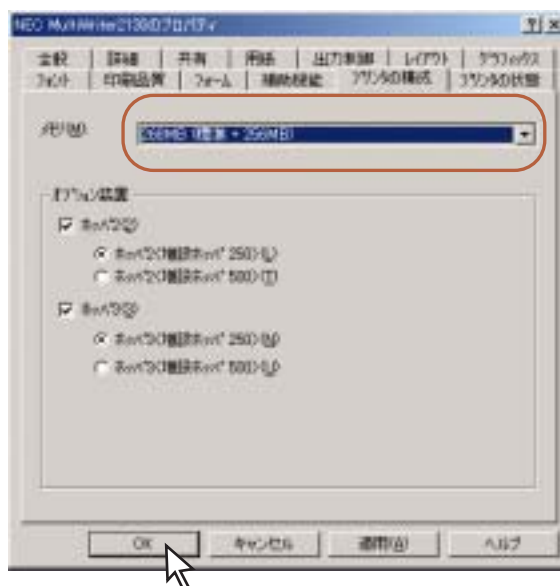 NEC MultiWriter2130のプロパティ
全般 詳細 共有 用紙 出力制御 レイアウト グラフィックス
フォント 印刷品質 フォーム 補助機能 プリンタの構成 プリンタの状態
メモリ(M): 268MB (標準 + 256MB)
オプション装置
ホッパ2(2)
ホッパ2(増設ホッパ 250)(L)
ホッパ2(増設ホッパ 500)(T)
ホッパ3(3)
ホッパ3(増設ホッパ 250)(N)
ホッパ3(増設ホッパ 500)(U)
OK キャンセル 適用(A) ヘルプ